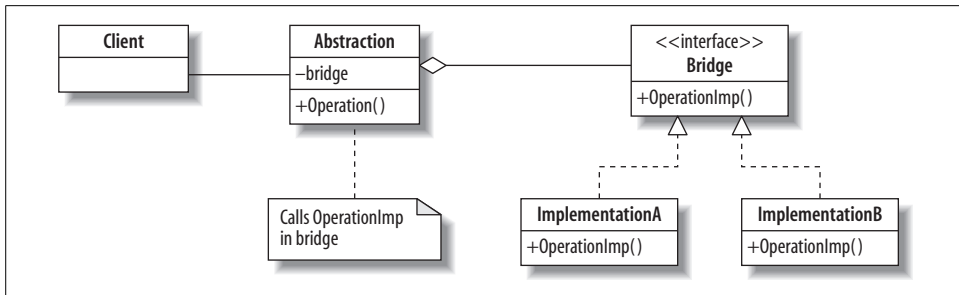 Client
Abstraction
–bridge
+Operation()
<<interface>>
Bridge
+OperationImp()
Calls OperationImp
in bridge
ImplementationA
+OperationImp()
ImplementationB
+OperationImp()